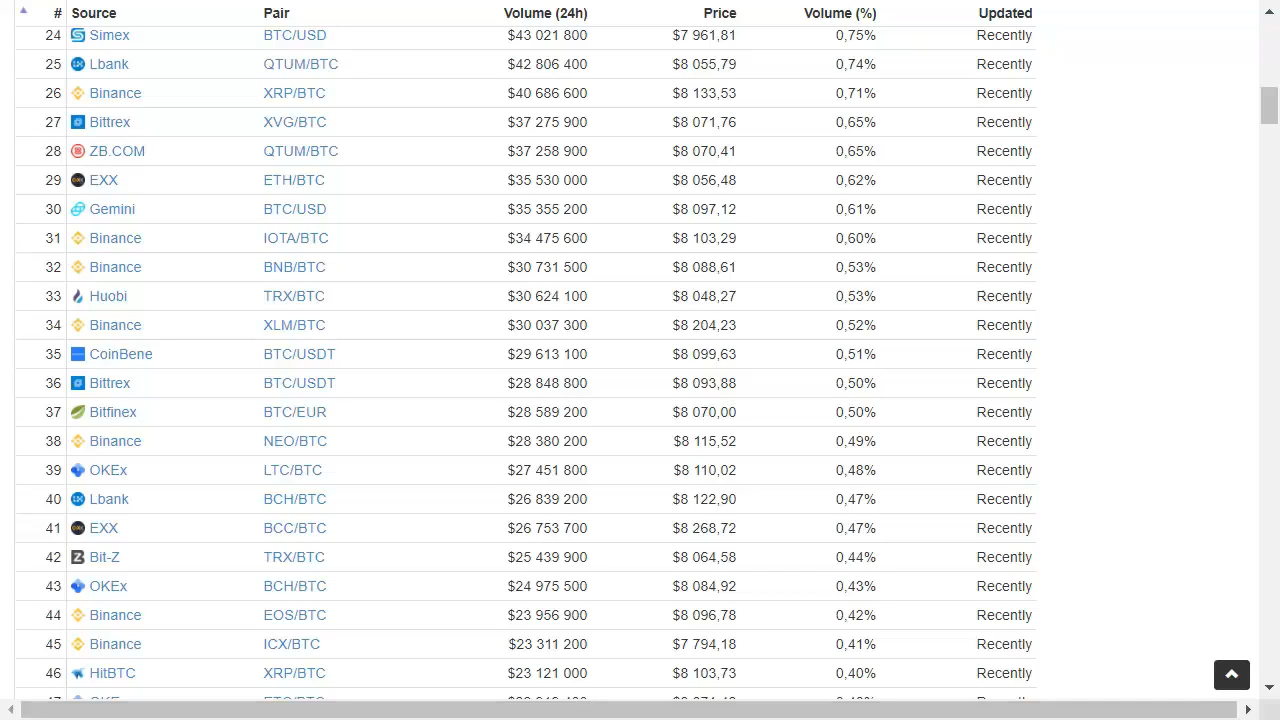 # Source Pair Volume (24h) Price Volume (%) Updated
24 Simex BTC/USD $43 021 800 $7 961,81 0,75% Recently
25 Lbank QTUM/BTC $42 806 400 $8 055,79 0,74% Recently
26 Binance XRP/BTC $40 686 600 $8 133,53 0,71% Recently
27 Bittrex XVG/BTC $37 275 900 $8 071,76 0,65% Recently
28 ZB.COM QTUM/BTC $37 258 900 $8 070,41 0,65% Recently
29 EXX ETH/BTC $35 530 000 $8 056,48 0,62% Recently
30 Gemini BTC/USD $35 355 200 $8 097,12 0,61% Recently
31 Binance IOTA/BTC $34 475 600 $8 103,29 0,60% Recently
32 Binance BNB/BTC $30 731 500 $8 088,61 0,53% Recently
33 Huobi TRX/BTC $30 624 100 $8 048,27 0,53% Recently
34 Binance XLM/BTC $30 037 300 $8 204,23 0,52% Recently
35 CoinBene BTC/USDT $29 613 100 $8 099,63 0,51% Recently
36 Bittrex BTC/USDT $28 848 800 $8 093,88 0,50% Recently
37 Bitfinex BTC/EUR $28 589 200 $8 070,00 0,50% Recently
38 Binance NEO/BTC $28 380 200 $8 115,52 0,49% Recently
39 OKEx LTC/BTC $27 451 800 $8 110,02 0,48% Recently
40 Lbank BCH/BTC $26 839 200 $8 122,90 0,47% Recently
41 EXX BCC/BTC $26 753 700 $8 268,72 0,47% Recently
42 Bit-Z TRX/BTC $25 439 900 $8 064,58 0,44% Recently
43 OKEx BCH/BTC $24 975 500 $8 084,92 0,43% Recently
44 Binance EOS/BTC $23 956 900 $8 096,78 0,42% Recently
45 Binance ICX/BTC $23 311 200 $7 794,18 0,41% Recently
46 HitBTC XRP/BTC $23 121 000 $8 103,73 0,40% Recently